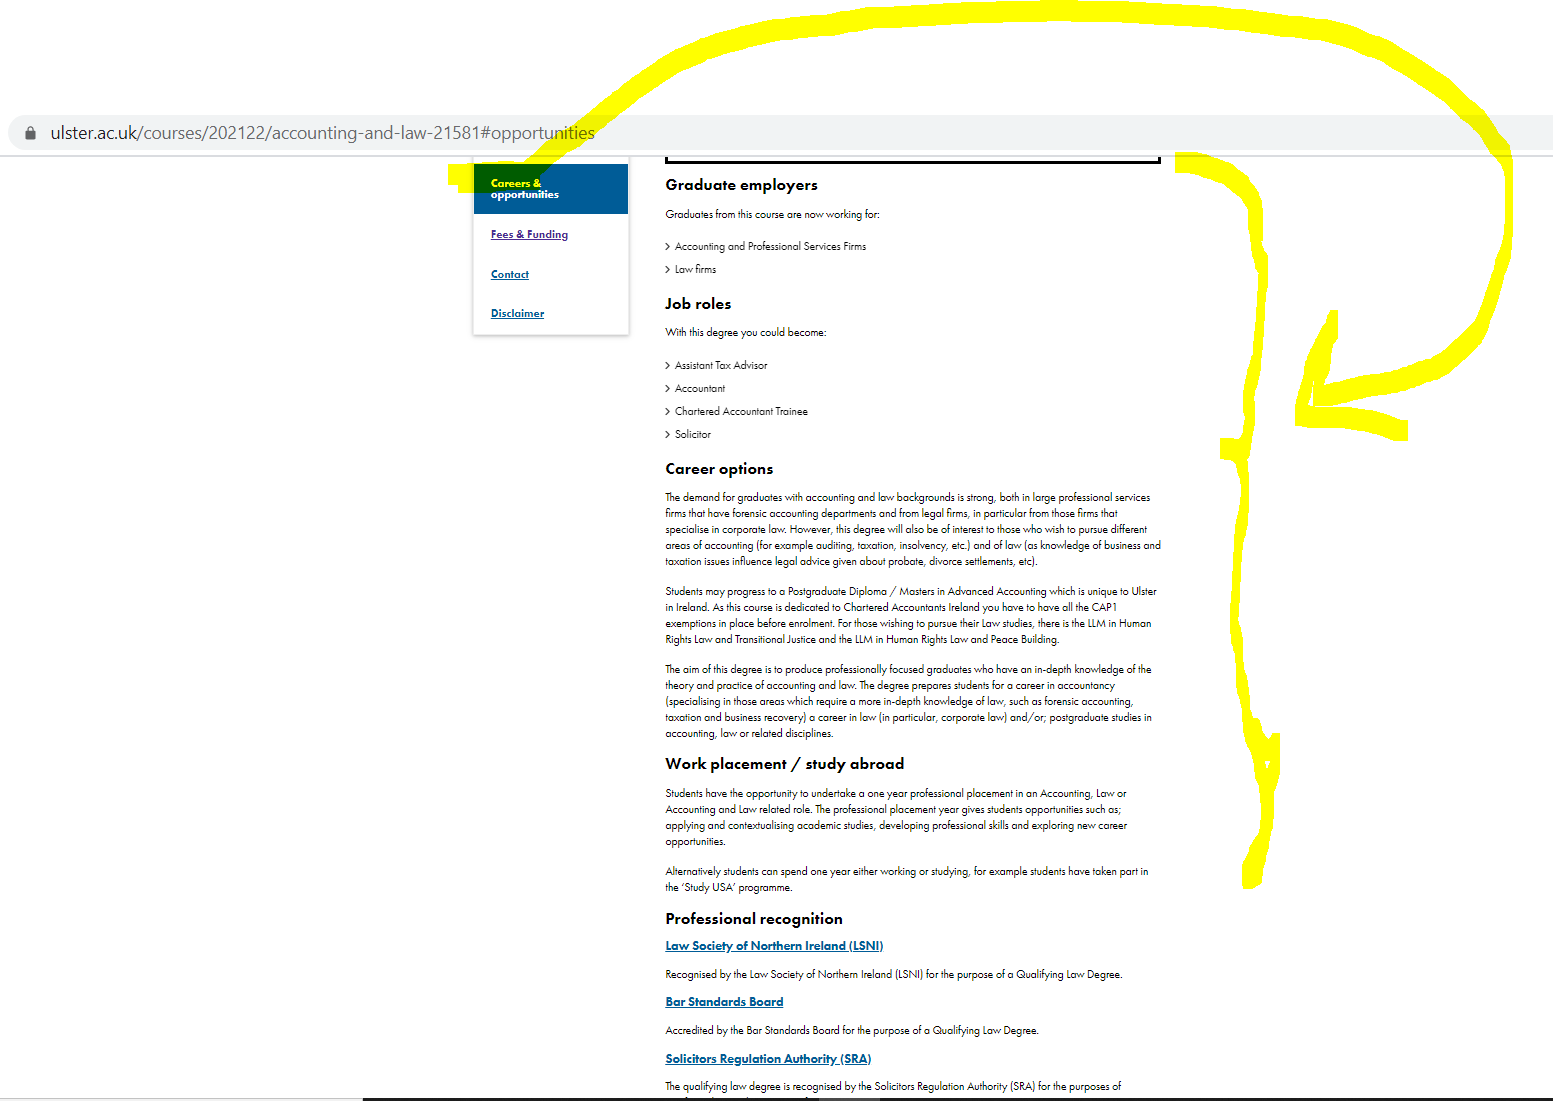 ulster.ac.uk/courses/202122/accounting-and-law-21581#opportunities
Careers &
opportunities
Fees & Funding
Contact
Disclaimer
Graduate employers
Graduates from this course are now working for:
Accounting and Professional Services Firms
Law firms
Job roles
With this degree you could become:
Assistant Tax Advisor
Accountant
Chartered Accountant Trainee
Solicitor
Career options
The demand for graduates with accounting and law backgrounds is strong, both in large professional services
firms that have forensic accounting departments and from legal firms, in particular from those firms that
specialise in corporate law. However, this degree will also be of interest to those who wish to pursue different
areas of accounting (for example auditing, taxation, insolvency, etc.) and of law (as knowledge of business and
taxation issues influence legal advice given about probate, divorce settlements, etc).
Students may progress to a Postgraduate Diploma / Masters in Advanced Accounting which is unique to Ulster
in Ireland. As this course is dedicated to Chartered Accountants Ireland you have to have all the CAP1
exemptions in place before enrolment. For those wishing to pursue their Law studies, there is the LLM in Human
Rights Law and Transitional Justice and the LLM in Human Rights Law and Peace Building.
The aim of this degree is to produce professionally focused graduates who have an in-depth knowledge of the
theory and practice of accounting and law. The degree prepares students for a career in accountancy
(specialising in those areas which require a more in-depth knowledge of law, such as forensic accounting,
taxation and business recovery) a career in law (in particular, corporate law) and/or; postgraduate studies in
accounting, law or related disciplines.
Work placement / study abroad
Students have the opportunity to undertake a one year professional placement in an Accounting, Law or
Accounting and Law related role. The professional placement year gives students opportunities such as;
applying and contextualising academic studies, developing professional skills and exploring new career
opportunities.
Alternatively students can spend one year either working or studying, for example students have taken part in
the ‘Study USA’ programme.
Professional recognition
Law Society of Northern Ireland (LSNI)
Recognised by the Law Society of Northern Ireland (LSNI) for the purpose of a Qualifying Law Degree.
Bar Standards Board
Accredited by the Bar Standards Board for the purpose of a Qualifying Law Degree.
Solicitors Regulation Authority (SRA)
The qualifying law degree is recognised by the Solicitors Regulation Authority (SRA) for the purposes of